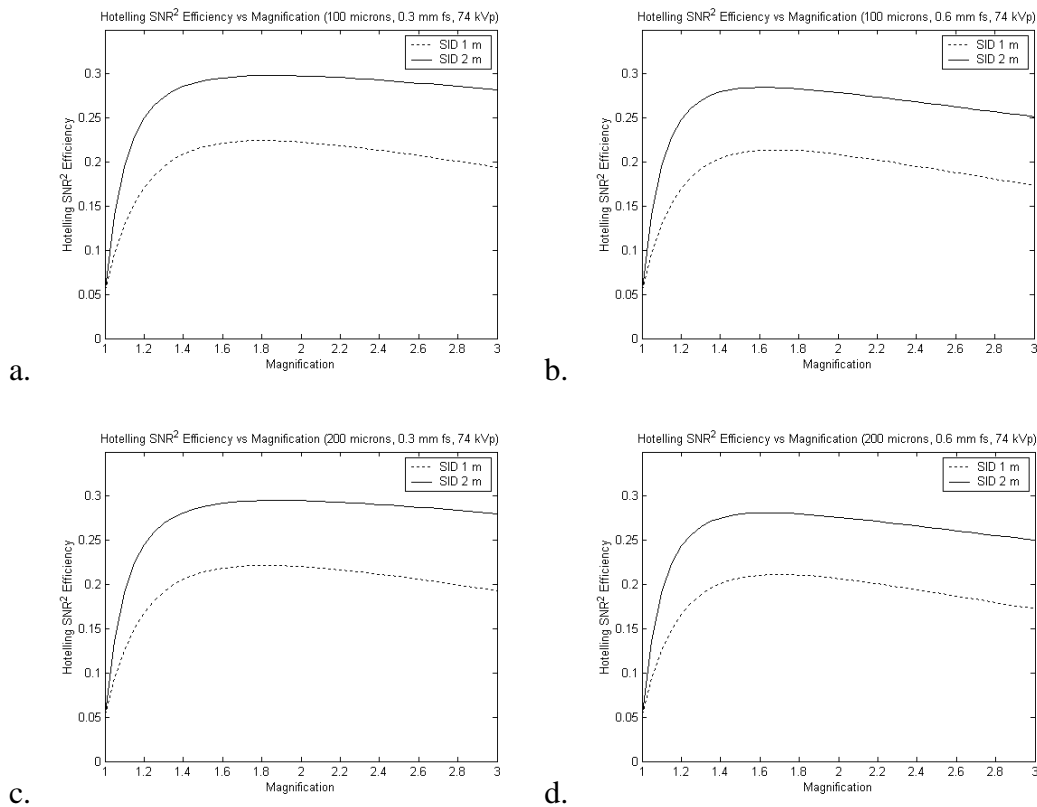 Hotelling SNR² Efficiency vs Magnification (100 microns, 0.3 mm fs, 74 kVp)
SID 1 m
SID 2 m
Hotelling SNR² Efficiency
0.3
0.25
0.2
0.15
0.1
0.05
0
1 1.2 1.4 1.6 1.8 2 2.2 2.4 2.6 2.8 3
Magnification
a.
Hotelling SNR² Efficiency vs Magnification (100 microns, 0.6 mm fs, 74 kVp)
SID 1 m
SID 2 m
Hotelling SNR² Efficiency
0.3
0.25
0.2
0.15
0.1
0.05
0
1 1.2 1.4 1.6 1.8 2 2.2 2.4 2.6 2.8 3
Magnification
b.
Hotelling SNR² Efficiency vs Magnification (200 microns, 0.3 mm fs, 74 kVp)
SID 1 m
SID 2 m
Hotelling SNR² Efficiency
0.3
0.25
0.2
0.15
0.1
0.05
0
1 1.2 1.4 1.6 1.8 2 2.2 2.4 2.6 2.8 3
Magnification
c.
Hotelling SNR² Efficiency vs Magnification (200 microns, 0.6 mm fs, 74 kVp)
SID 1 m
SID 2 m
Hotelling SNR² Efficiency
0.3
0.25
0.2
0.15
0.1
0.05
0
1 1.2 1.4 1.6 1.8 2 2.2 2.4 2.6 2.8 3
Magnification
d.